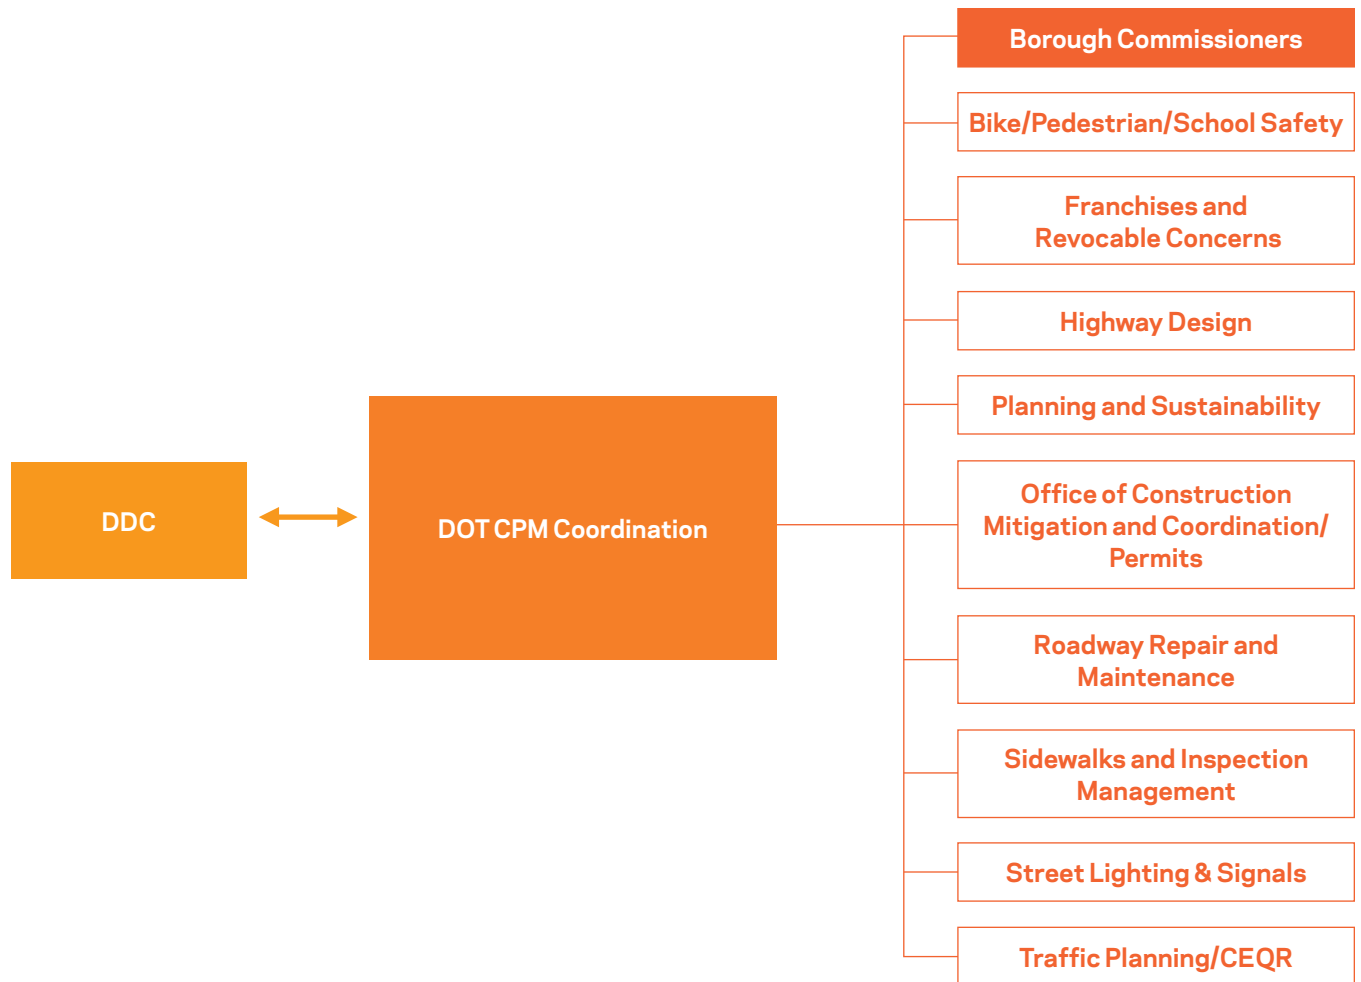 Borough Commissioners
Bike/Pedestrian/School Safety
Franchises and
Revocable Concerns
Highway Design
Planning and Sustainability
DDC
DOT CPM Coordination
Office of Construction
Mitigation and Coordination/
Permits
Roadway Repair and
Maintenance
Sidewalks and Inspection
Management
Street Lighting & Signals
Traffic Planning/CEQR